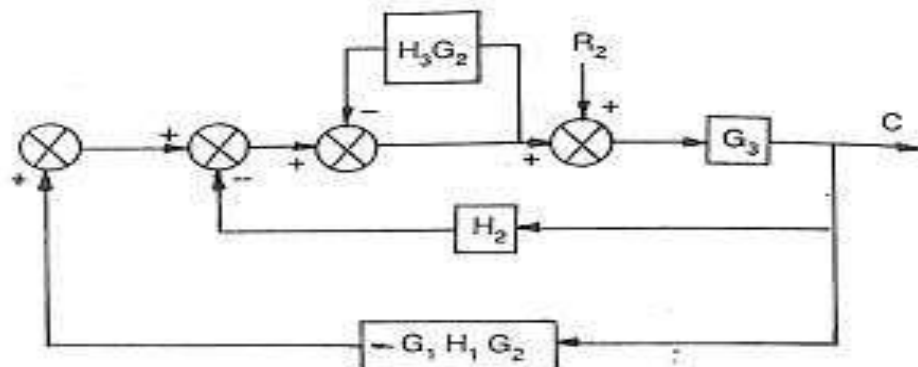 H₃G₂
R₂
G₃
C
H₂
– G₁ H₁ G₂